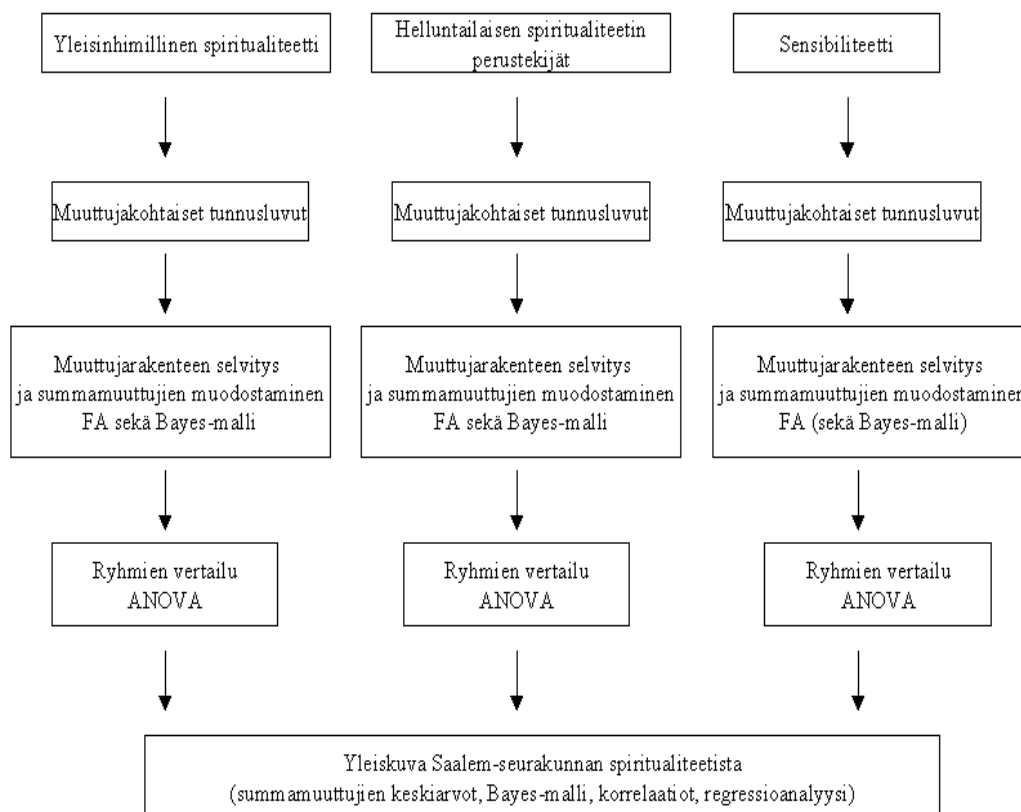 Yleisinhimillinen spiritualiteetti
Helluntailaisen spiritualiteetin
perustekijät
Sensibiliteetti
Muuttujakohtaiset tunnusluvut
Muuttujakohtaiset tunnusluvut
Muuttujakohtaiset tunnusluvut
Muuttujarakenteen selvitys
ja summamuuttujien muodostaminen
FA sekä Bayes-malli
Muuttujarakenteen selvitys
ja summamuuttujien muodostaminen
FA sekä Bayes-malli
Muuttujarakenteen selvitys
ja summamuuttujien muodostaminen
FA (sekä Bayes-malli)
Ryhmien vertailu
ANOVA
Ryhmien vertailu
ANOVA
Ryhmien vertailu
ANOVA
Yleiskuva Saalem-seurakunnan spiritualiteetista
(summamuuttujien keskiarvot, Bayes-malli, korrelaatiot, regressioanalyysi)